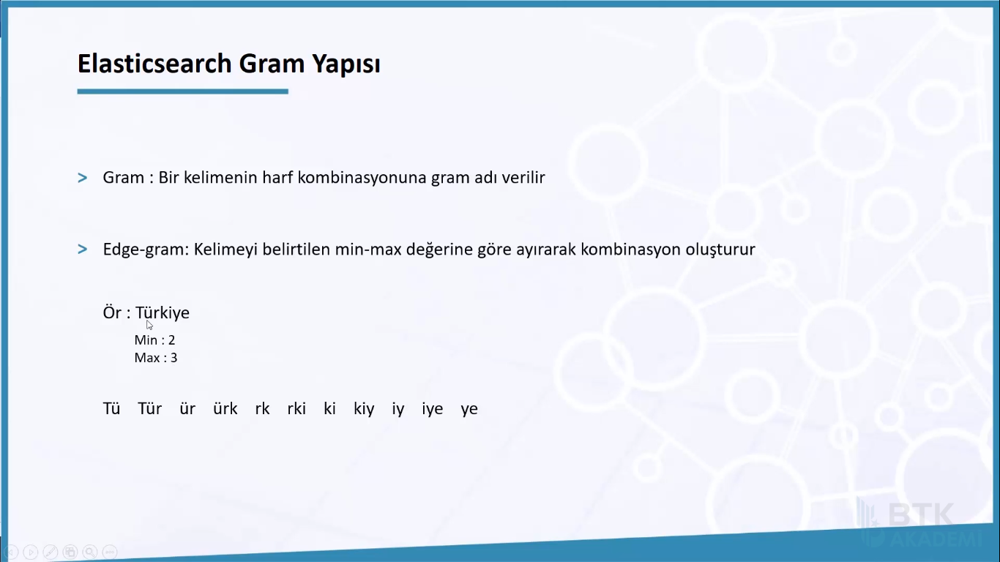 Elasticsearch Gram Yapısı
> Gram : Bir kelimenin harf kombinasyonuna gram adı verilir
> Edge-gram: Kelimeyi belirtilen min-max değerine göre ayırarak kombinasyon oluşturur
Ör : Türkiye
Min : 2
Max : 3
Tü Tür ür ürk rk rki ki kiy iy iye ye
BTK
AKADEMİ